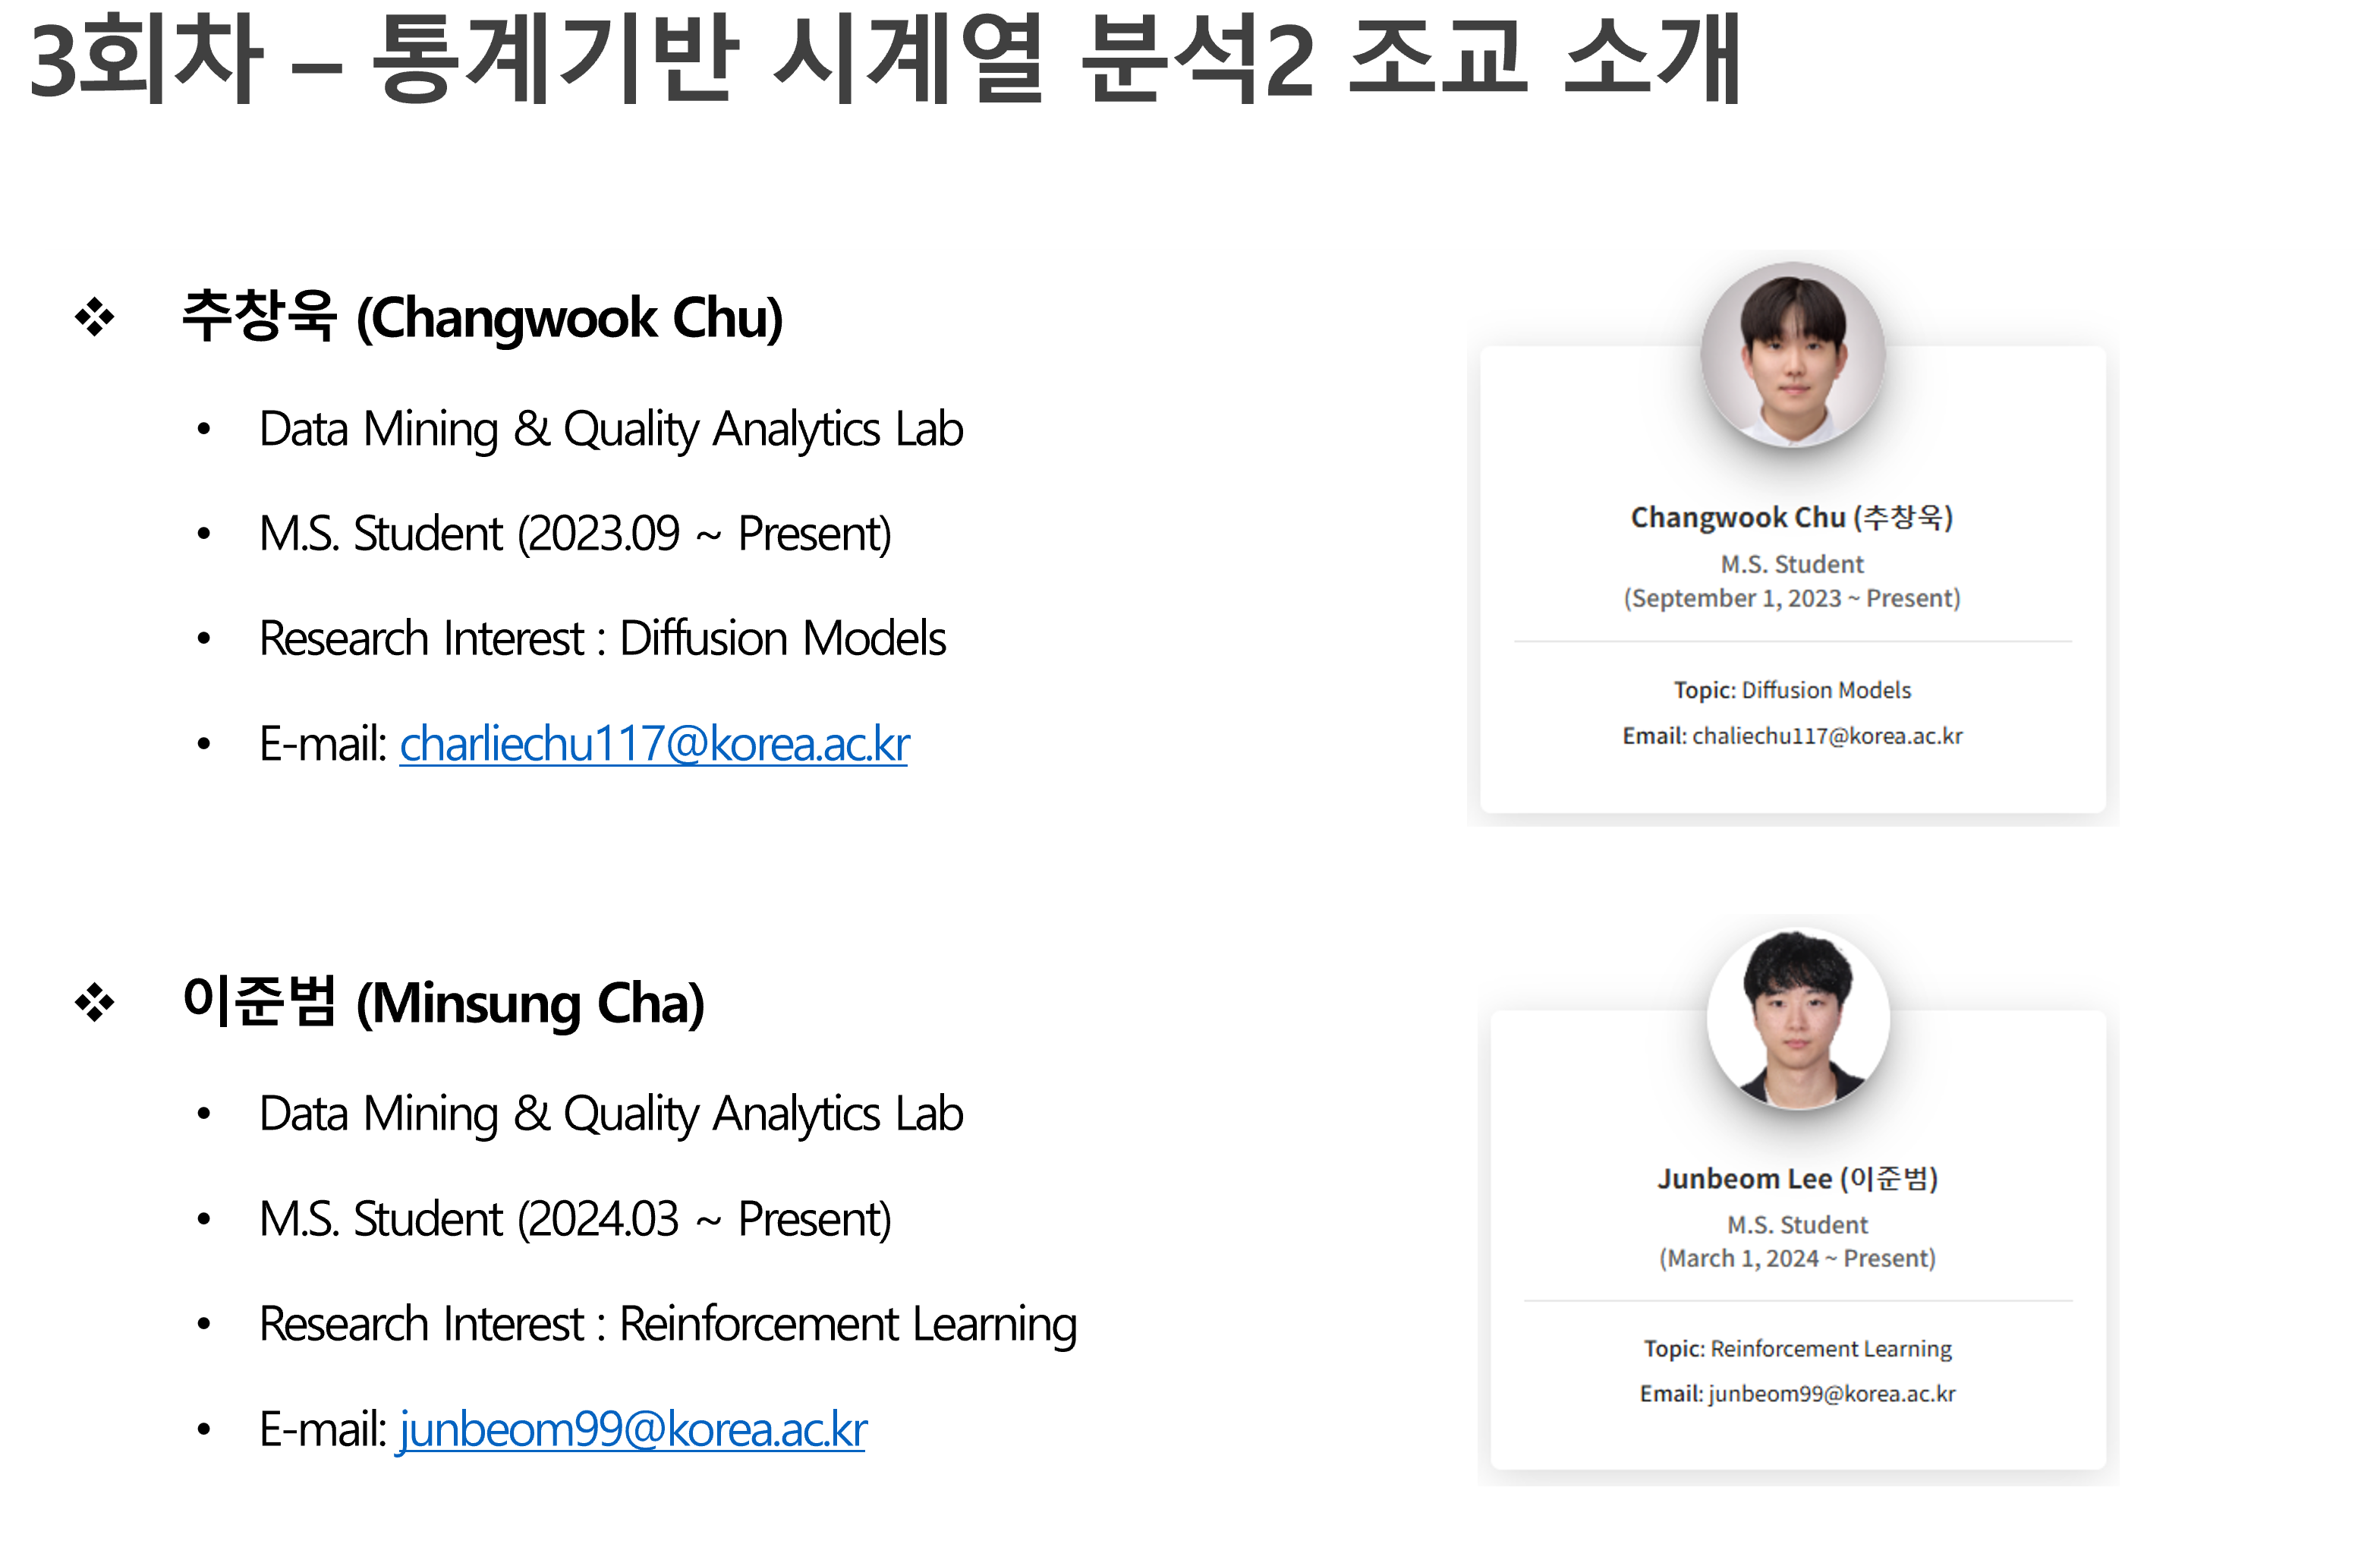 3회차 – 통계기반 시계열 분석2 조교 소개
❖ 추창욱 (Changwook Chu)
• Data Mining & Quality Analytics Lab
• M.S. Student (2023.09 ~ Present)
• Research Interest : Diffusion Models
• E-mail: charliechu117@korea.ac.kr
Changwook Chu (추창욱)
M.S. Student
(September 1, 2023 ~ Present)
Topic: Diffusion Models
Email: chaliechu117@korea.ac.kr
❖ 이준범 (Minsung Cha)
• Data Mining & Quality Analytics Lab
• M.S. Student (2024.03 ~ Present)
• Research Interest : Reinforcement Learning
• E-mail: junbeom99@korea.ac.kr
Junbeom Lee (이준범)
M.S. Student
(March 1, 2024 ~ Present)
Topic: Reinforcement Learning
Email: junbeom99@korea.ac.kr